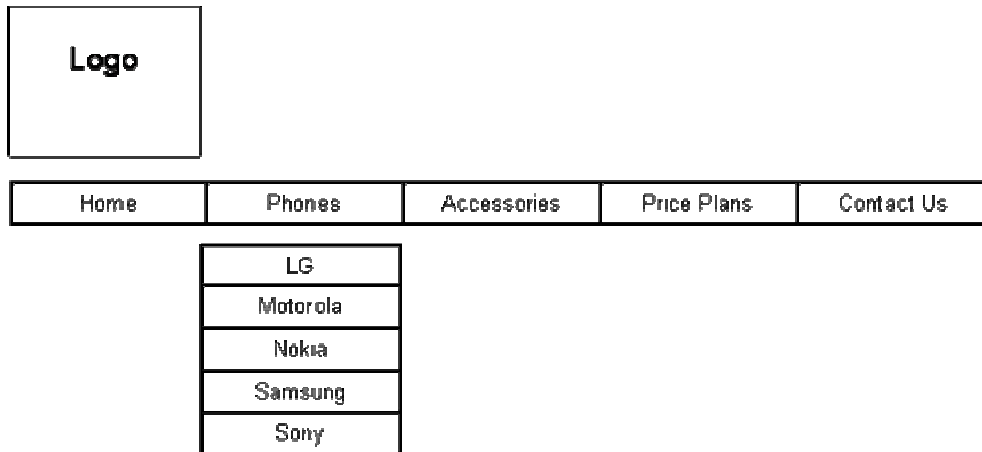 Logo
Home Phones Accessories Price Plans Contact Us
LG
Motorola
Nokia
Samsung
Sony